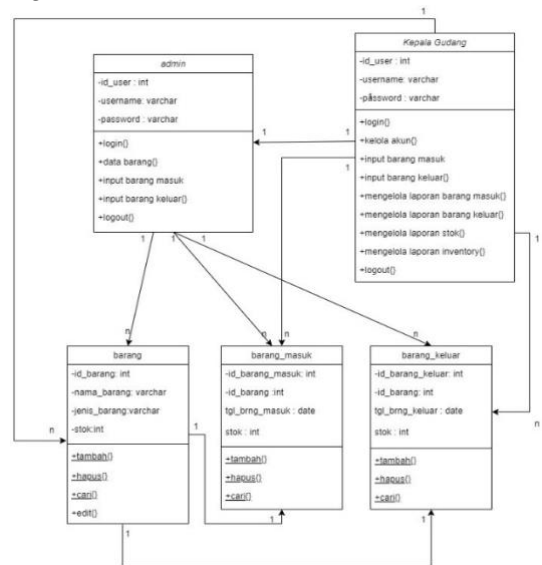 1
Kepala Gudang
-id_user : int
-username: varchar
-password : varchar
+login()
+kelola akun()
+input barang masuk
+input barang keluar()
+mengelola laporan barang masuk()
+mengelola laporan barang keluar()
+mengelola laporan stok()
+mengelola laporan inventory()
+logout()
admin
-id_user : int
-username: varchar
-password : varchar
+login()
+data barang()
+input barang masuk
+input barang keluar()
+logout()
1
1
1
1
1
1
1
n
n
n
n
n
n
barang
-id_barang: int
-nama_barang: varchar
-jenis_barang:varchar
-stok:int
+tambah()
+hapus()
+cari()
+edit()
barang_masuk
-id_barang_masuk: int
-id_barang :int
tgl_brng_masuk : date
stok : int
+tambah()
+hapus()
+cari()
barang_keluar
-id_barang_keluar: int
-id_barang: int
tgl_brng_keluar : date
stok : int
+tambah()
+hapus()
+cari()
1
1
1
1